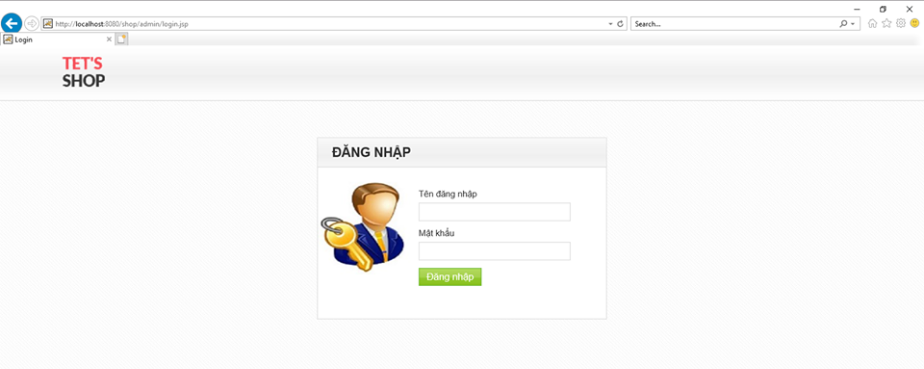 http://localhost:8080/shop/admin/login.jsp
Search...
Login
TET'S
SHOP
ĐĂNG NHẬP
Tên đăng nhập
Mật khẩu
Đăng nhập